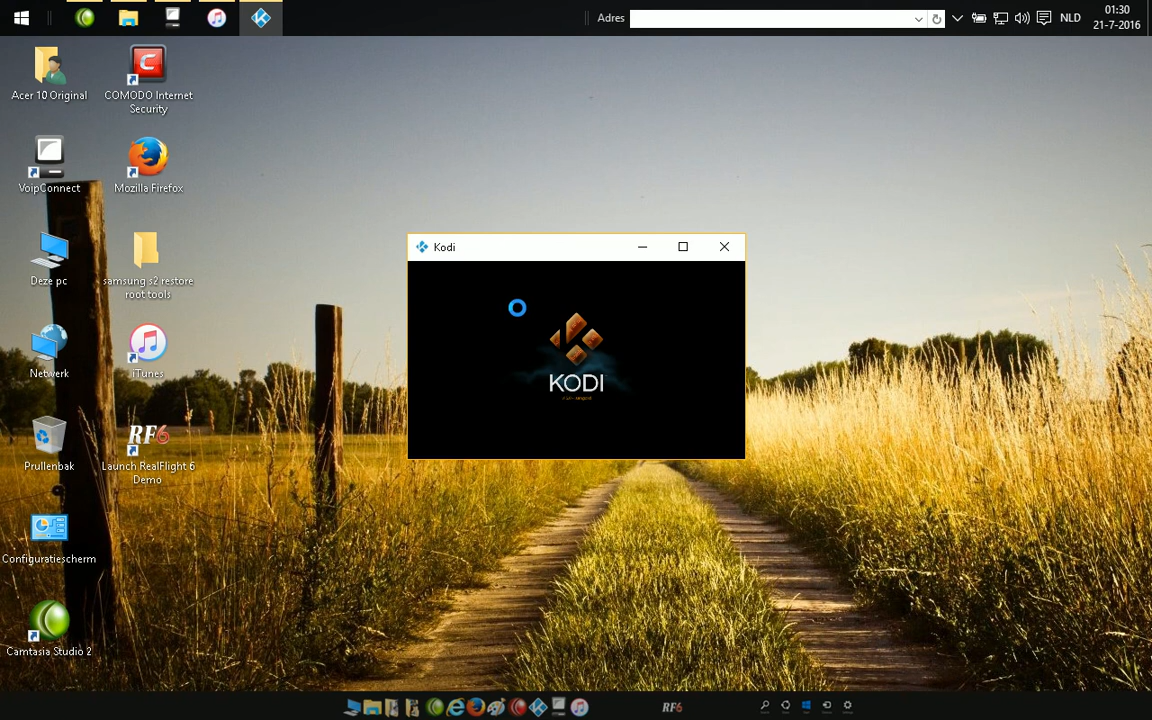 Adres
NLD
01:30
21-7-2016
Acer 10 Original
COMODO Internet
Security
VoipConnect
Mozilla Firefox
Deze pc
samsung s2 restore
root tools
Netwerk
iTunes
Prullenbak
RF6
Launch RealFlight 6
Demo
Configuratiescherm
Camtasia Studio 2
Kodi
KODI
RF6